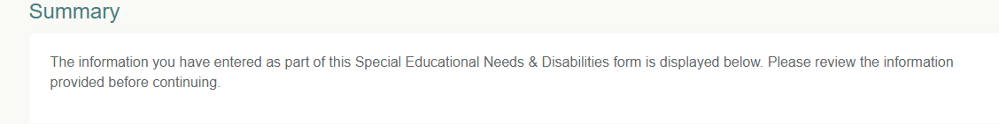 Summary
The information you have entered as part of this Special Educational Needs & Disabilities form is displayed below. Please review the information
provided before continuing.